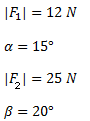 |F₁| = 12 N
α = 15°
|F₂| = 25 N
β = 20°